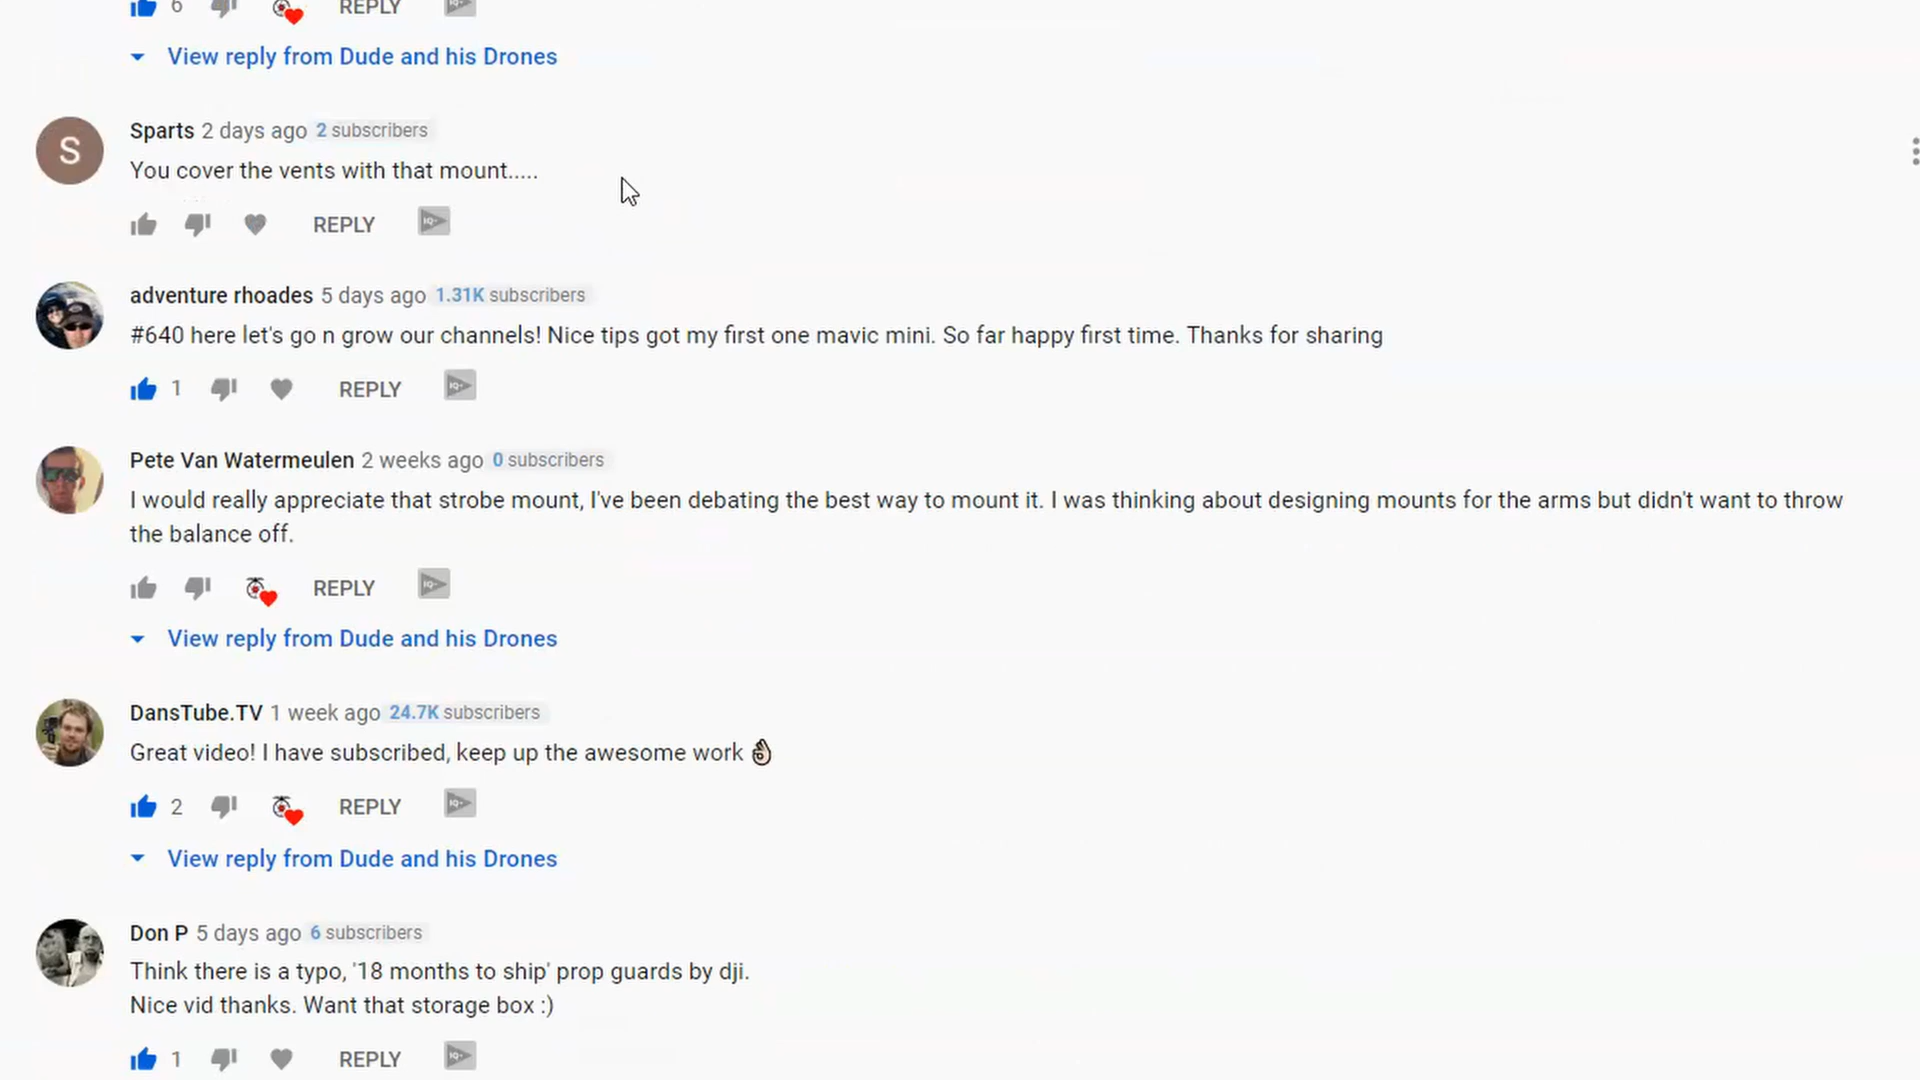 6 REPLY
View reply from Dude and his Drones
Sparts 2 days ago 2 subscribers
S
You cover the vents with that mount.....
REPLY IQ+
adventure rhoades 5 days ago 1.31K subscribers
#640 here let's go n grow our channels! Nice tips got my first one mavic mini. So far happy first time. Thanks for sharing
1 REPLY IQ+
Pete Van Watermeulen 2 weeks ago 0 subscribers
I would really appreciate that strobe mount, I've been debating the best way to mount it. I was thinking about designing mounts for the arms but didn't want to throw
the balance off.
REPLY IQ+
View reply from Dude and his Drones
DansTube.TV 1 week ago 24.7K subscribers
Great video! I have subscribed, keep up the awesome work 👌🏻
2 REPLY IQ+
View reply from Dude and his Drones
Don P 5 days ago 6 subscribers
Think there is a typo, '18 months to ship' prop guards by dji.
Nice vid thanks. Want that storage box :)
1 REPLY IQ+